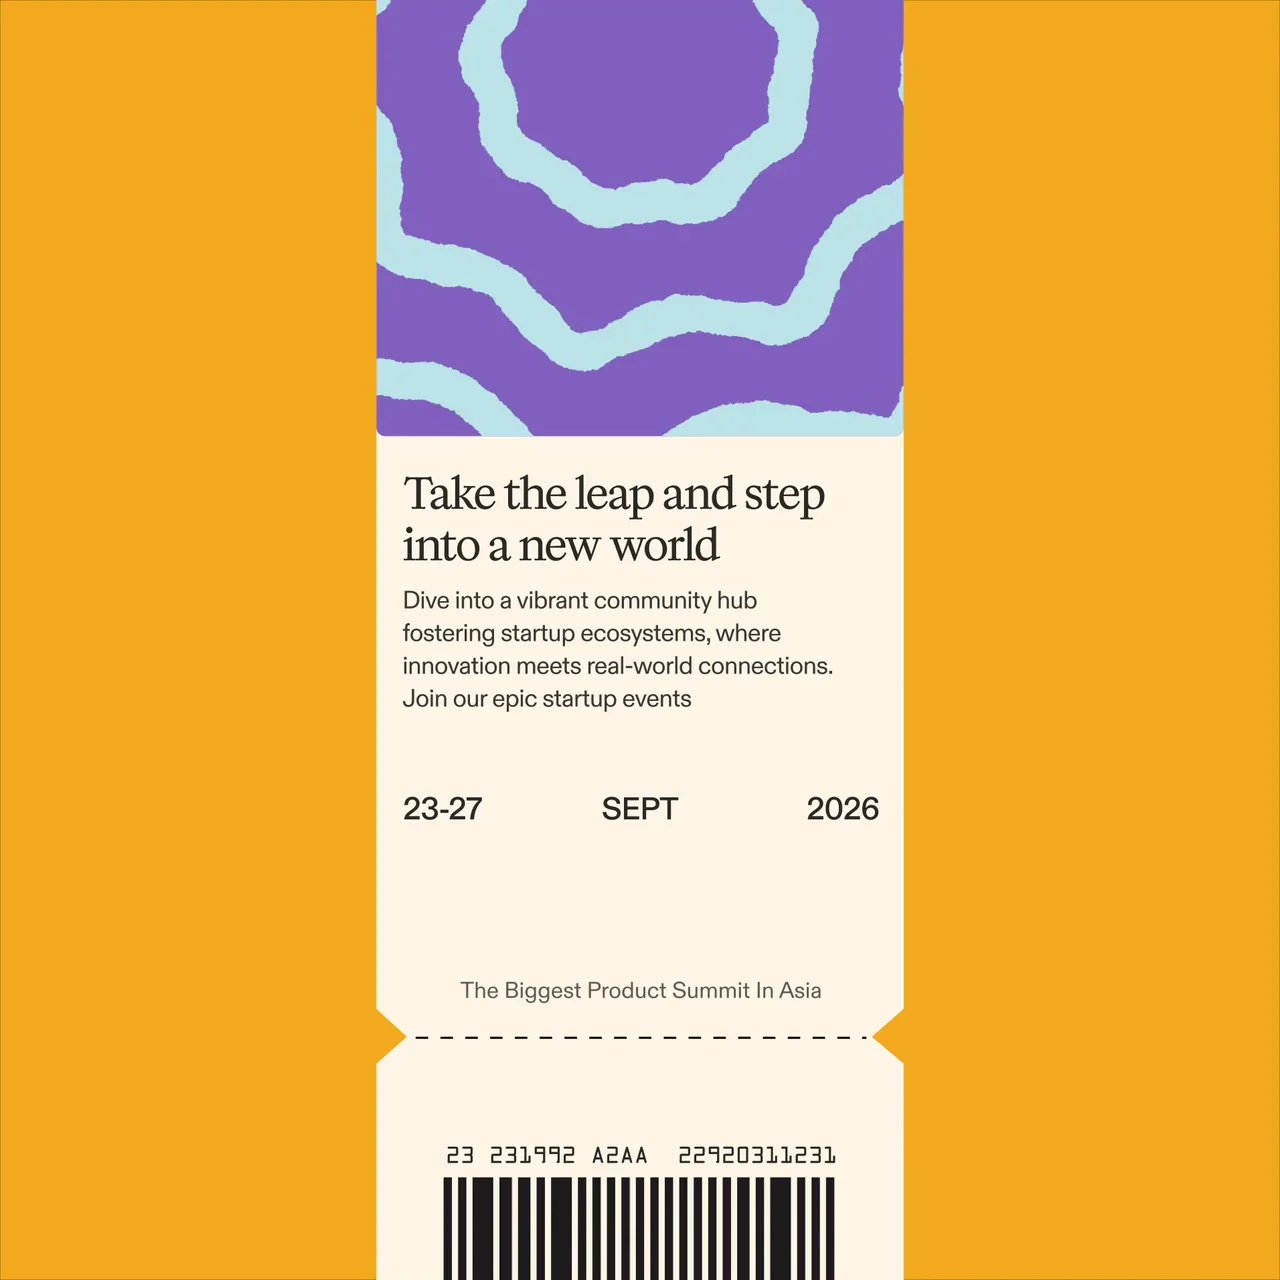 Take the leap and step
into a new world
Dive into a vibrant community hub
fostering startup ecosystems, where
innovation meets real-world connections.
Join our epic startup events
23-27 SEPT 2026
The Biggest Product Summit In Asia
23 231992 A2AA 22920311231